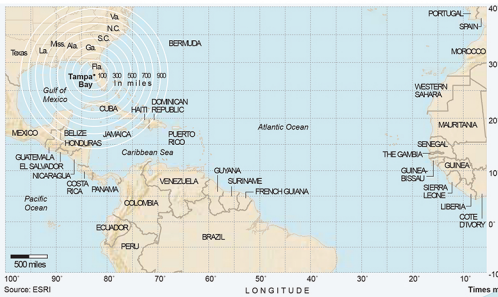 Va.
N.C.
S.C.
Miss.
Ala.
Ga.
Texas
La.
Fla.
BERMUDA
PORTUGAL
SPAIN
MOROCCO
40
30
20
10
0
-10
Tampa
Bay
100 300 500 700 900
In miles
Gulf of
Mexico
CUBA
HAITI
DOMINICAN
REPUBLIC
WESTERN
SAHARA
MAURITANIA
Atlantic Ocean
MEXICO
BELIZE
HONDURAS
JAMAICA
PUERTO
RICO
Caribbean Sea
SENEGAL
THE GAMBIA
GUINEA-
BISSAU
GUINEA
SIERRA
LEONE
LIBERIA
COTE
D'IVORY
GUATEMALA
EL SALVADOR
NICARAGUA
COSTA
RICA
PANAMA
VENEZUELA
GUYANA
SURINAME
FRENCH GUIANA
Pacific
Ocean
COLOMBIA
ECUADOR
PERU
BRAZIL
500 miles
100˚ 90˚ 80˚ 70˚ 60˚ 50˚ 40˚ 30˚ 20˚ 10˚
Source: ESRI
LONGITUDE
Times m